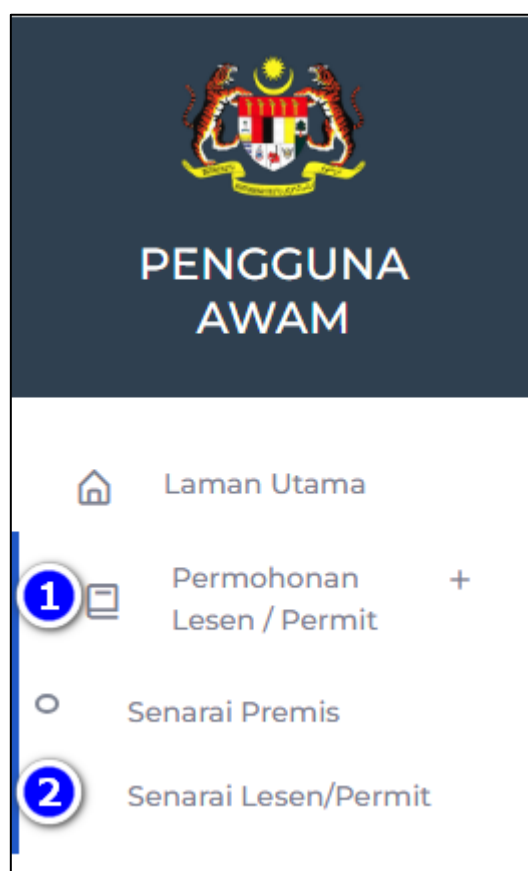 PENGGUNA
AWAM
Laman Utama
1
Permohonan +
Lesen / Permit
Senarai Premis
2
Senarai Lesen/Permit